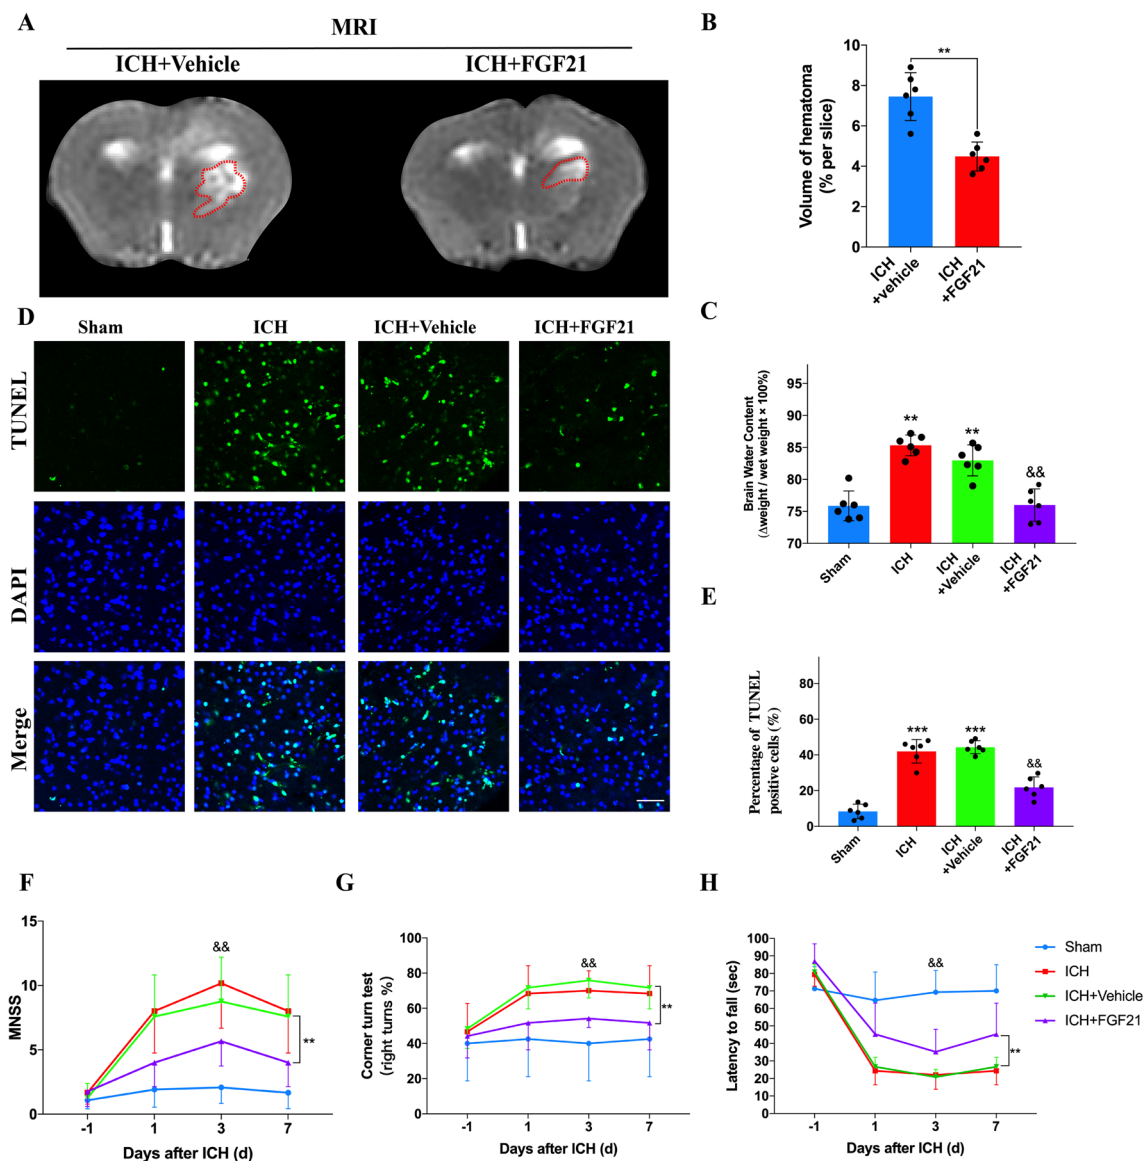 A
MRI
ICH+Vehicle
ICH+FGF21
B
Volume of hematoma
(% per slice)
10
8
6
4
2
0
**
ICH
+vehicle
ICH
+FGF21
D
Sham
ICH
ICH+Vehicle
ICH+FGF21
TUNEL
DAPI
Merge
C
Brain Water Content
(Δweight / wet weight × 100%)
95
90
85
80
75
70
**
**
&&
Sham
ICH
ICH
+Vehicle
ICH
+FGF21
E
Percentage of TUNEL
positive cells (%)
80
60
40
20
0
***
***
&&
Sham
ICH
ICH
+Vehicle
ICH
+FGF21
F
MNSS
15
10
5
0
&&
**
-1
1
3
7
Days after ICH (d)
G
Corner turn test
(right turns %)
100
80
60
40
20
0
&&
**
-1
1
3
7
Days after ICH (d)
H
Latency to fall (sec)
100
90
80
70
60
50
40
30
20
10
0
&&
**
-1
1
3
7
Days after ICH (d)
Sham
ICH
ICH+Vehicle
ICH+FGF21